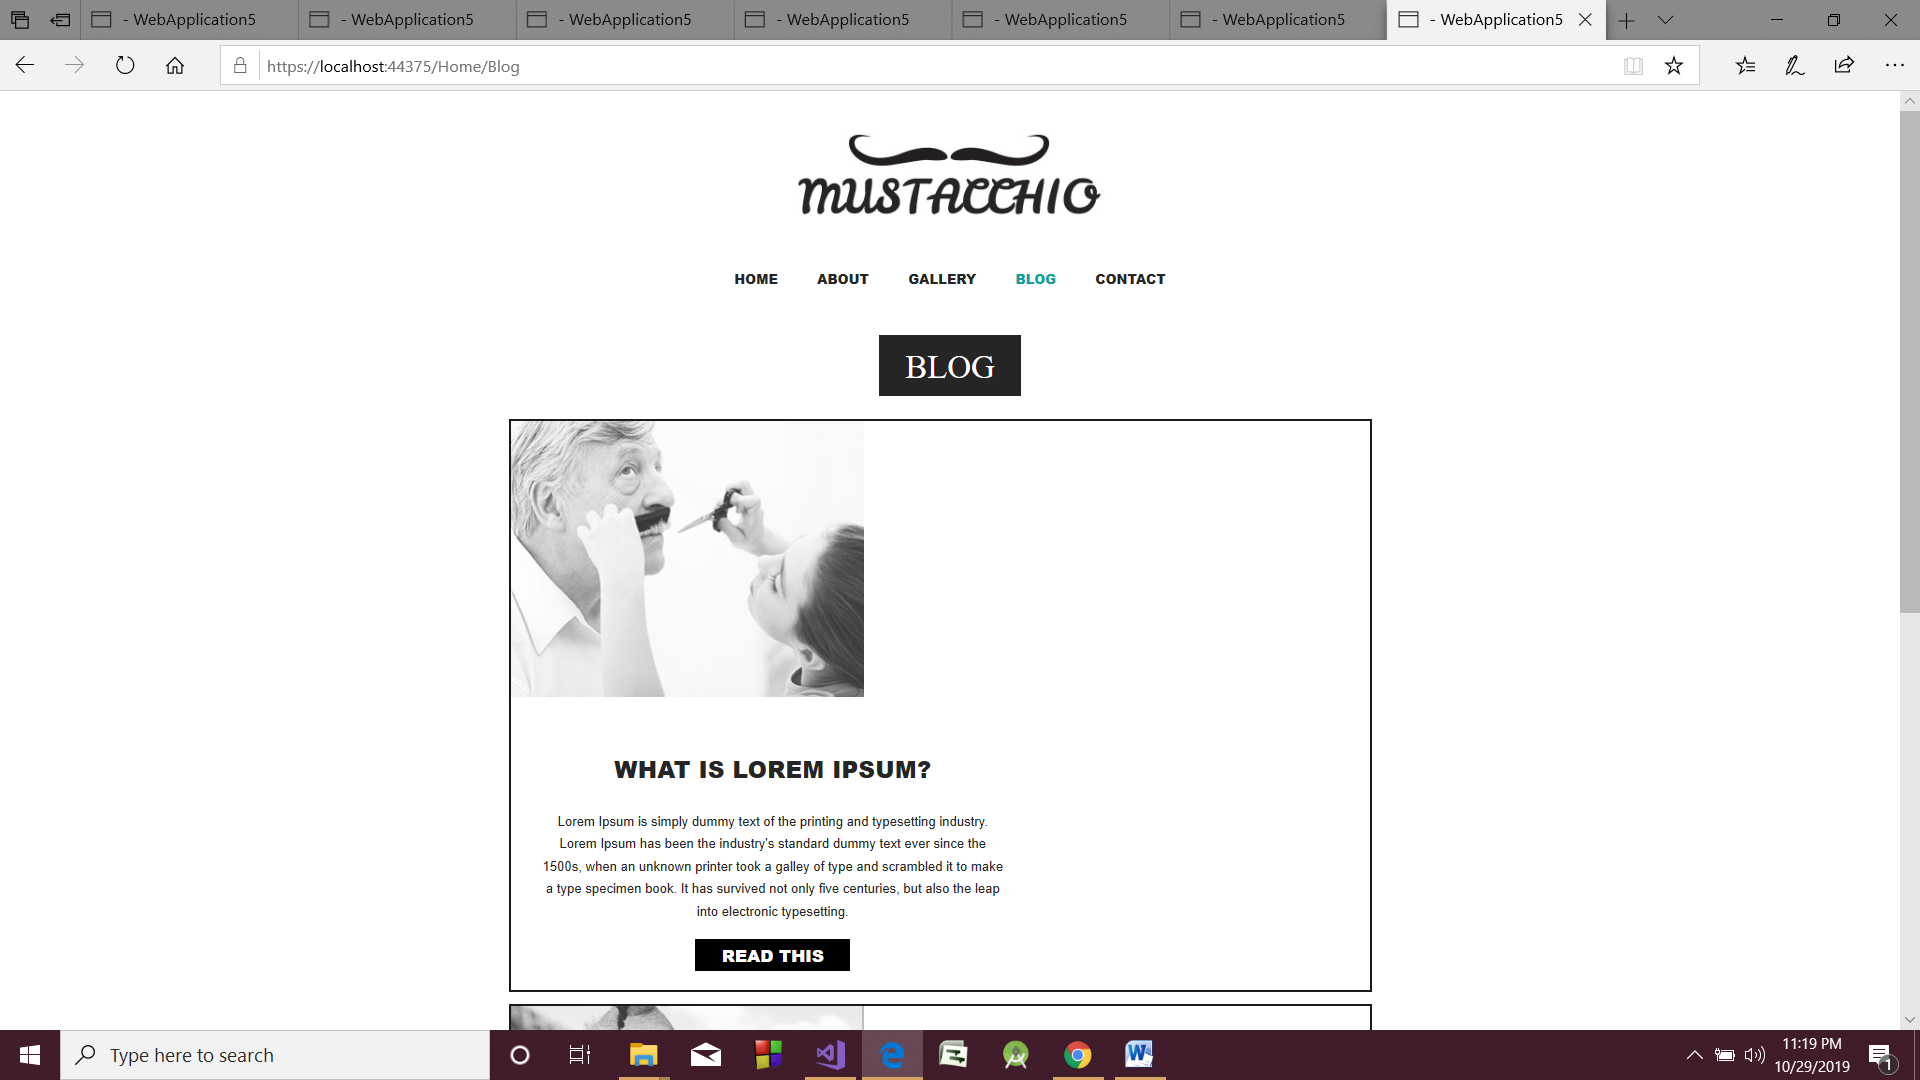 - WebApplication5
- WebApplication5
- WebApplication5
- WebApplication5
- WebApplication5
- WebApplication5
- WebApplication5
https://localhost:44375/Home/Blog
MUSTACCHIO
HOME ABOUT GALLERY BLOG CONTACT
BLOG
WHAT IS LOREM IPSUM?
Lorem Ipsum is simply dummy text of the printing and typesetting industry.
Lorem Ipsum has been the industry's standard dummy text ever since the
1500s, when an unknown printer took a galley of type and scrambled it to make
a type specimen book. It has survived not only five centuries, but also the leap
into electronic typesetting.
READ THIS
Type here to search
11:19 PM
10/29/2019
1